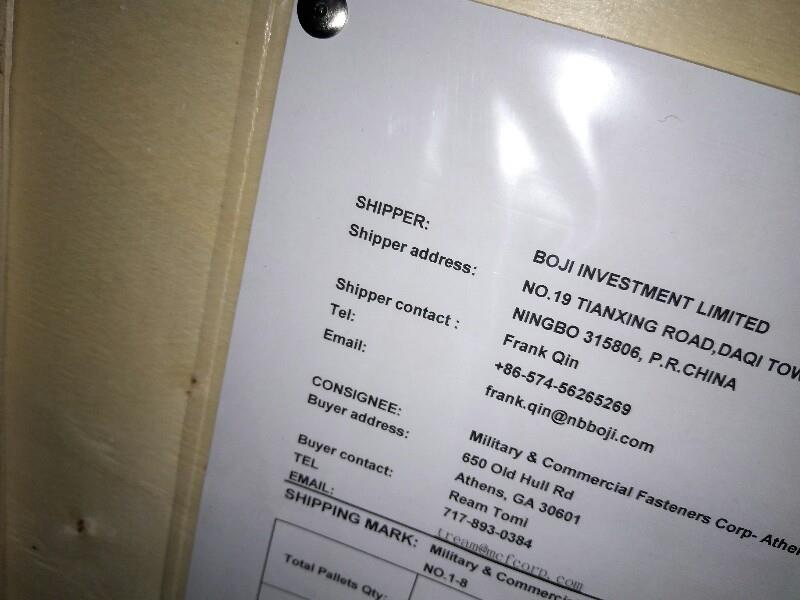 SHIPPER: BOJI INVESTMENT LIMITED
Shipper address: NO.19 TIANXING ROAD,DAQI
NINGBO 315806, P.R.CHINA
Shipper contact : Frank Qin
Tel: +86-574-56265269
Email: frank.qin@nbboji.com
CONSIGNEE: Military & Commercial Fasteners Corp-
Buyer address: 650 Old Hull Rd
Athens, GA 30601
Buyer contact: Ream Tomi
TEL 717-893-0384
EMAIL: tream@mcfcorp.com
SHIPPING MARK: Military &
NO.1-8
Total Pallets Qty: